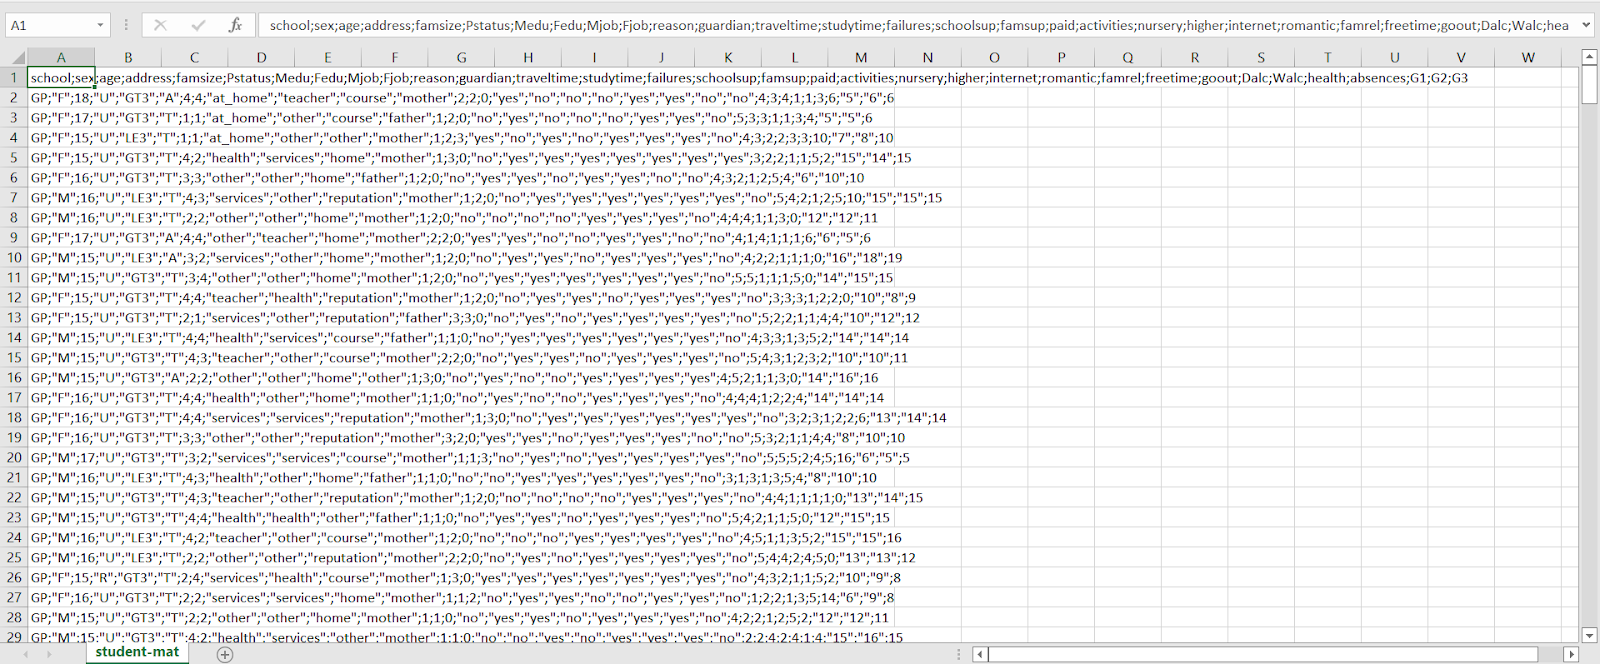 A1 fx school;sex;age;address;famsize;Pstatus;Medu;Fedu;Mjob;Fjob;reason;guardian;traveltime;studytime;failures;schoolsup;famsup;paid;activities;nursery;higher;internet;romantic;famrel;freetime;goout;Dalc;Walc;hea
A B C D E F G H I J K L M N O P Q R S T U V W
1 school;sex;age;address;famsize;Pstatus;Medu;Fedu;Mjob;Fjob;reason;guardian;traveltime;studytime;failures;schoolsup;famsup;paid;activities;nursery;higher;internet;romantic;famrel;freetime;goout;Dalc;Walc;health;absences;G1;G2;G3
2 GP;"F";18;"U";"GT3";"A";4;4;"at_home";"teacher";"course";"mother";2;2;0;"yes";"no";"no";"no";"yes";"yes";"no";"no";4;3;4;1;1;3;6;"5";"6";6
3 GP;"F";17;"U";"GT3";"T";1;1;"at_home";"other";"course";"father";1;2;0;"no";"yes";"no";"no";"no";"yes";"yes";"no";5;3;3;1;1;3;4;"5";"5";6
4 GP;"F";15;"U";"LE3";"T";1;1;"at_home";"other";"other";"mother";1;2;3;"yes";"no";"yes";"no";"yes";"yes";"yes";"no";4;3;2;2;3;3;10;"7";"8";10
5 GP;"F";15;"U";"GT3";"T";4;2;"health";"services";"home";"mother";1;3;0;"no";"yes";"yes";"yes";"yes";"yes";"yes";"yes";3;2;2;1;1;5;2;"15";"14";15
6 GP;"F";16;"U";"GT3";"T";3;3;"other";"other";"home";"father";1;2;0;"no";"yes";"yes";"no";"yes";"yes";"no";"no";4;3;2;1;2;5;4;"6";"10";10
7 GP;"M";16;"U";"LE3";"T";4;3;"services";"other";"reputation";"mother";1;2;0;"no";"yes";"yes";"yes";"yes";"yes";"yes";"no";5;4;2;1;2;5;10;"15";"15";15
8 GP;"M";16;"U";"LE3";"T";2;2;"other";"other";"home";"mother";1;2;0;"no";"no";"no";"no";"yes";"yes";"yes";"no";4;4;4;1;1;3;0;"12";"12";11
9 GP;"F";17;"U";"GT3";"A";4;4;"other";"teacher";"home";"mother";2;2;0;"yes";"yes";"no";"no";"yes";"yes";"no";"no";4;1;4;1;1;1;6;"6";"5";6
10 GP;"M";15;"U";"LE3";"A";3;2;"services";"other";"home";"mother";1;2;0;"no";"yes";"yes";"no";"yes";"yes";"yes";"no";4;2;2;1;1;1;0;"16";"18";19
11 GP;"M";15;"U";"GT3";"T";3;4;"other";"other";"home";"mother";1;2;0;"no";"yes";"yes";"yes";"yes";"yes";"yes";"no";5;5;1;1;1;5;0;"14";"15";15
12 GP;"F";15;"U";"GT3";"T";4;4;"teacher";"health";"reputation";"mother";1;2;0;"no";"yes";"yes";"no";"yes";"yes";"yes";"no";3;3;3;1;2;2;0;"10";"8";9
13 GP;"F";15;"U";"GT3";"T";2;1;"services";"other";"reputation";"father";3;3;0;"no";"yes";"no";"yes";"yes";"yes";"yes";"no";5;2;2;1;1;4;4;"10";"12";12
14 GP;"M";15;"U";"LE3";"T";4;4;"health";"services";"course";"father";1;1;0;"no";"yes";"yes";"yes";"yes";"yes";"yes";"no";4;3;3;1;3;5;2;"14";"14";14
15 GP;"M";15;"U";"GT3";"T";4;3;"teacher";"other";"course";"mother";2;2;0;"no";"yes";"yes";"no";"yes";"yes";"yes";"no";5;4;3;1;2;3;2;"10";"10";11
16 GP;"M";15;"U";"GT3";"A";2;2;"other";"other";"home";"other";1;3;0;"no";"yes";"no";"no";"yes";"yes";"yes";"yes";4;5;2;1;1;3;0;"14";"16";16
17 GP;"F";16;"U";"GT3";"T";4;4;"health";"other";"home";"mother";1;1;0;"no";"yes";"no";"no";"yes";"yes";"yes";"no";4;4;4;1;2;2;4;"14";"14";14
18 GP;"F";16;"U";"GT3";"T";4;4;"services";"services";"reputation";"mother";1;3;0;"no";"yes";"yes";"yes";"yes";"yes";"yes";"no";3;2;3;1;2;2;6;"13";"14";14
19 GP;"F";16;"U";"GT3";"T";3;3;"other";"other";"reputation";"mother";3;2;0;"yes";"yes";"no";"yes";"yes";"yes";"no";"no";5;3;2;1;1;4;4;"8";"10";10
20 GP;"M";17;"U";"GT3";"T";3;2;"services";"services";"course";"mother";1;1;3;"no";"yes";"no";"yes";"yes";"yes";"yes";"no";5;5;5;2;4;5;16;"6";"5";5
21 GP;"M";16;"U";"LE3";"T";4;3;"health";"other";"home";"father";1;1;0;"no";"no";"yes";"yes";"yes";"yes";"yes";"no";3;1;3;1;3;5;4;"8";"10";10
22 GP;"M";15;"U";"GT3";"T";4;3;"teacher";"other";"reputation";"mother";1;2;0;"no";"no";"no";"no";"yes";"yes";"yes";"no";4;4;1;1;1;1;0;"13";"14";15
23 GP;"M";15;"U";"GT3";"T";4;4;"health";"health";"other";"father";1;1;0;"no";"yes";"yes";"no";"yes";"yes";"yes";"no";5;4;2;1;1;5;0;"12";"15";15
24 GP;"M";16;"U";"LE3";"T";4;2;"teacher";"other";"course";"mother";1;2;0;"no";"no";"no";"yes";"yes";"yes";"yes";"no";4;5;1;1;3;5;2;"15";"15";16
25 GP;"M";16;"U";"LE3";"T";2;2;"other";"other";"reputation";"mother";2;2;0;"no";"yes";"no";"yes";"yes";"yes";"yes";"no";5;4;4;2;4;5;0;"13";"13";12
26 GP;"F";15;"R";"GT3";"T";2;4;"services";"health";"course";"mother";1;3;0;"yes";"yes";"yes";"yes";"yes";"yes";"yes";"no";4;3;2;1;1;5;2;"10";"9";8
27 GP;"F";16;"U";"GT3";"T";2;2;"services";"services";"home";"mother";1;1;2;"no";"yes";"yes";"no";"no";"yes";"yes";"no";1;2;2;1;3;5;14;"6";"9";8
28 GP;"M";15;"U";"GT3";"T";2;2;"other";"other";"home";"mother";1;1;0;"no";"yes";"yes";"no";"yes";"yes";"yes";"no";4;2;2;1;2;5;2;"12";"12";11
29 GP;"M";15;"U";"GT3";"T";4;2;"health";"services";"other";"mother";1;1;0;"no";"no";"yes";"no";"yes";"yes";"yes";"no";2;2;4;2;4;1;4;"15";"16";15
student-mat